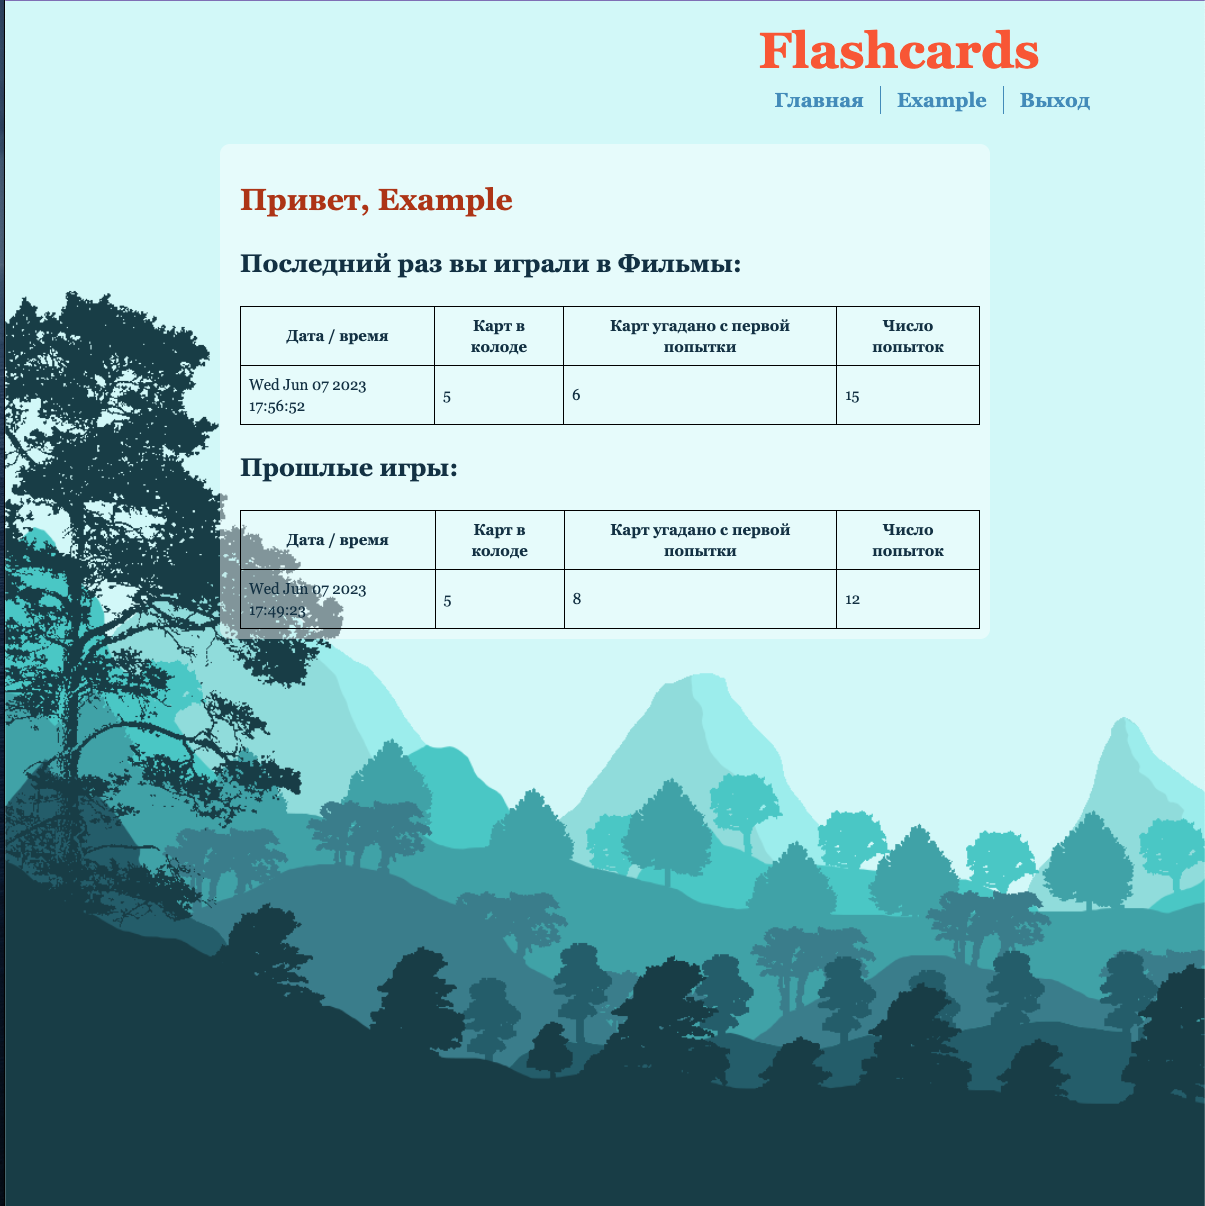 Flashcards
Главная Example Выход
Привет, Example
Последний раз вы играли в Фильмы:
Дата / время Карт в колоде Карт угадано с первой попытки Число попыток
Wed Jun 07 2023 17:56:52 5 6 15
Прошлые игры:
Дата / время Карт в колоде Карт угадано с первой попытки Число попыток
Wed Jun 07 2023 17:49:23 5 8 12